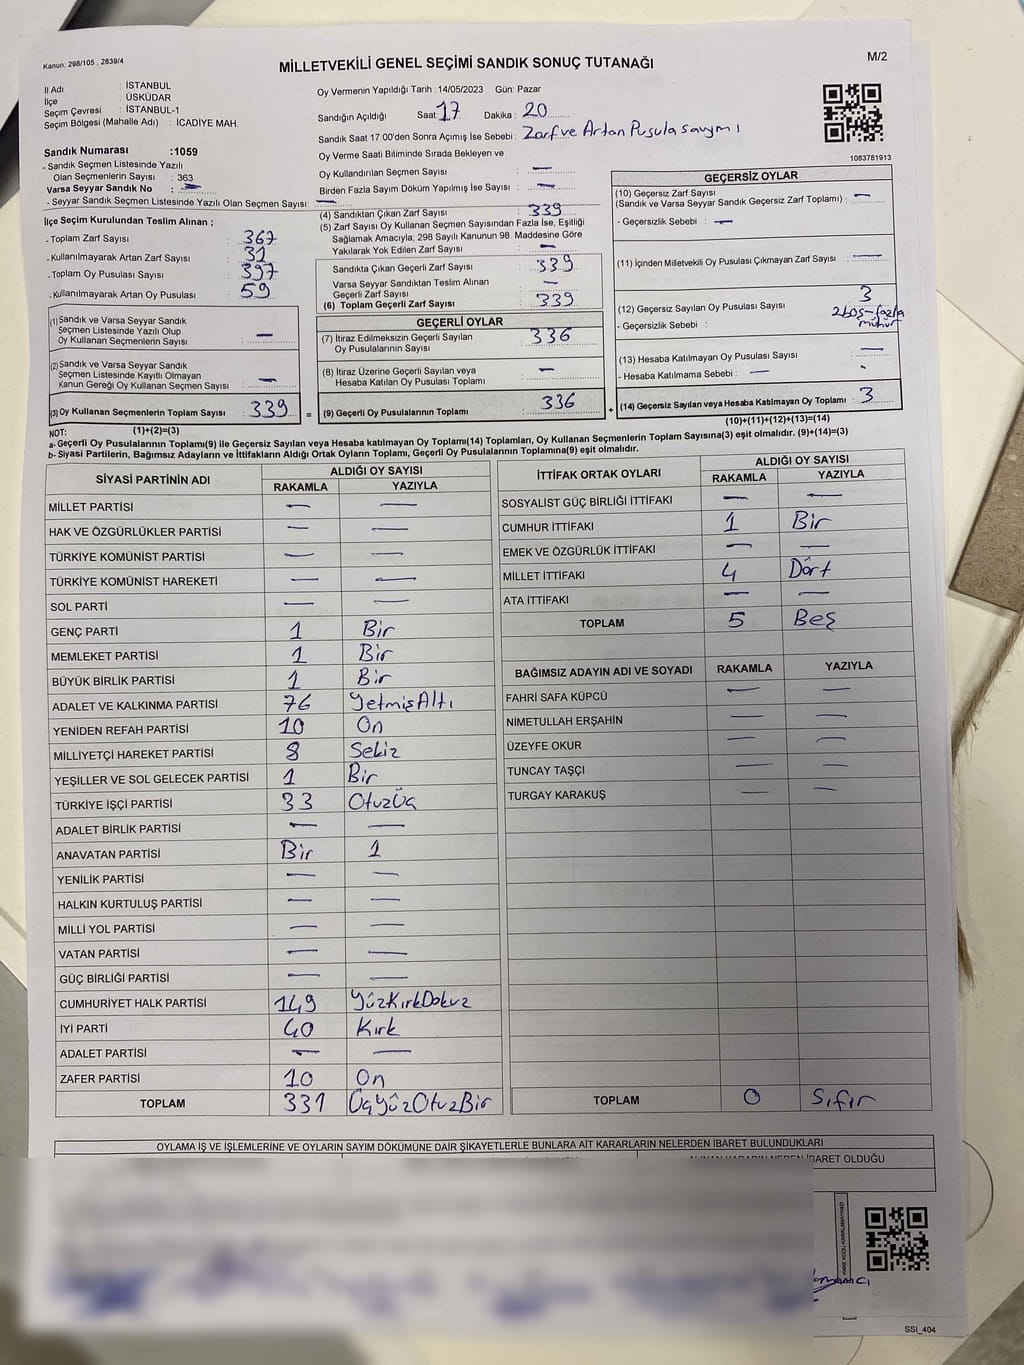 Kanun: 298/105 , 2839/4
MİLLETVEKİLİ GENEL SEÇİMİ SANDIK SONUÇ TUTANAĞI
M/2
İl Adı : İSTANBUL
İlçe : ÜSKÜDAR
Seçim Çevresi : İSTANBUL-1
Seçim Bölgesi (Mahalle Adı) : İCADİYE MAH.
Oy Vermenin Yapıldığı Tarih : 14/05/2023 Gün: Pazar
Sandığın Açıldığı Saat: 17 Dakika : 20
Sandık Saat 17.00'den Sonra Açılmış İse Sebebi : Zarf ve Artan Pusula sayımı
1083781913
Sandık Numarası :1059
- Sandık Seçmen Listesinde Yazılı
Olan Seçmenlerin Sayısı : 363
Varsa Seyyar Sandık No : —
- Seyyar Sandık Seçmen Listesinde Yazılı Olan Seçmen Sayısı: —
Oy Verme Saati Bitiminde Sırada Bekleyen ve
Oy Kullandırılan Seçmen Sayısı : —
Birden Fazla Sayım Döküm Yapılmış İse Sayısı : —
İlçe Seçim Kurulundan Teslim Alınan ;
- Toplam Zarf Sayısı : 367
- Kullanılmayarak Artan Zarf Sayısı : 31
- Toplam Oy Pusulası Sayısı : 397
- Kullanılmayarak Artan Oy Pusulası : 59
(1) Sandık ve Varsa Seyyar Sandık
Seçmen Listesinde Yazılı Olup
Oy Kullanan Seçmenlerin Sayısı : —
(2) Sandık ve Varsa Seyyar Sandık
Seçmen Listesinde Kayıtlı Olmayan
Kanun Gereği Oy Kullanan Seçmen Sayısı : —
(3) Oy Kullanan Seçmenlerin Toplam Sayısı : 339 =
(1)+(2)=(3)
(4) Sandıktan Çıkan Zarf Sayısı : 339
(5) Zarf Sayısı Oy Kullanan Seçmen Sayısından Fazla İse, Eşitliği
Sağlamak Amacıyla; 298 Sayılı Kanunun 98. Maddesine Göre
Yakılarak Yok Edilen Zarf Sayısı : —
Sandıkta Çıkan Geçerli Zarf Sayısı : 339
Varsa Seyyar Sandıktan Teslim Alınan
Geçerli Zarf Sayısı : —
(6) Toplam Geçerli Zarf Sayısı : 339
GEÇERLİ OYLAR
(7) İtiraz Edilmeksizin Geçerli Sayılan
Oy Pusulalarının Sayısı : 336
(8) İtiraz Üzerine Geçerli Sayılan veya
Hesaba Katılan Oy Pusulası Toplamı : —
(9) Geçerli Oy Pusulalarının Toplamı : 336 +
GEÇERSİZ OYLAR
(10) Geçersiz Zarf Sayısı
(Sandık ve Varsa Seyyar Sandık Geçersiz Zarf Toplamı) : —
- Geçersizlik Sebebi : —
(11) İçinden Milletvekili Oy Pusulası Çıkmayan Zarf Sayısı : —
(12) Geçersiz Sayılan Oy Pusulası Sayısı : 3
- Geçersizlik Sebebi : 2 boş - fazla
mühür
(13) Hesaba Katılmayan Oy Pusulası Sayısı : —
- Hesaba Katılmama Sebebi : —
(14) Geçersiz Sayılan veya Hesaba Katılmayan Oy Toplamı : 3
(10)+(11)+(12)+(13)=(14)
NOT:
a- Geçerli Oy Pusulalarının Toplamı(9) ile Geçersiz Sayılan veya Hesaba katılmayan Oy Toplamı(14) Toplamları, Oy Kullanan Seçmenlerin Toplam Sayısına(3) eşit olmalıdır. (9)+(14)=(3)
b- Siyasi Partilerin, Bağımsız Adayların ve İttifakların Aldığı Ortak Oyların Toplamı, Geçerli Oy Pusulalarının Toplamına(9) eşit olmalıdır.
SİYASİ PARTİNİN ADI ALDIĞI OY SAYISI
RAKAMLA YAZIYLA
MİLLET PARTİSİ — —
HAK VE ÖZGÜRLÜKLER PARTİSİ — —
TÜRKİYE KOMÜNİST PARTİSİ — —
TÜRKİYE KOMÜNİST HAREKETİ — —
SOL PARTİ — —
GENÇ PARTİ 1 Bir
MEMLEKET PARTİSİ 1 Bir
BÜYÜK BİRLİK PARTİSİ 1 Bir
ADALET VE KALKINMA PARTİSİ 76 YetmişAltı
YENİDEN REFAH PARTİSİ 10 On
MİLLİYETÇİ HAREKET PARTİSİ 8 Sekiz
YEŞİLLER VE SOL GELECEK PARTİSİ 1 Bir
TÜRKİYE İŞÇİ PARTİSİ 33 OtuzÜç
ADALET BİRLİK PARTİSİ — —
ANAVATAN PARTİSİ Bir 1
YENİLİK PARTİSİ — —
HALKIN KURTULUŞ PARTİSİ — —
MİLLİ YOL PARTİSİ — —
VATAN PARTİSİ — —
GÜÇ BİRLİĞİ PARTİSİ — —
CUMHURİYET HALK PARTİSİ 149 YüzKırkDokuz
İYİ PARTİ 40 Kırk
ADALET PARTİSİ — —
ZAFER PARTİSİ 10 On
TOPLAM 331 ÜçYüzOtuzBir
İTTİFAK ORTAK OYLARI ALDIĞI OY SAYISI
RAKAMLA YAZIYLA
SOSYALİST GÜÇ BİRLİĞİ İTTİFAKI — —
CUMHUR İTTİFAKI 1 Bir
EMEK VE ÖZGÜRLÜK İTTİFAKI — —
MİLLET İTTİFAKI 4 Dört
ATA İTTİFAKI — —
TOPLAM 5 Beş
BAĞIMSIZ ADAYIN ADI VE SOYADI RAKAMLA YAZIYLA
FAHRİ SAFA KÜPCÜ — —
NİMETULLAH ERŞAHİN — —
ÜZEYFE OKUR — —
TUNCAY TAŞÇI — —
TURGAY KARAKUŞ — —
TOPLAM 0 Sıfır
OYLAMA İŞ VE İŞLEMLERİNE VE OYLARIN SAYIM DÖKÜMÜNE DAİR ŞİKAYETLERLE BUNLARA AİT KARARLARIN NELERDEN İBARET BULUNDUKLARI
ALINAN KARARIN NEDEN İBARET OLDUĞU
SSI_404